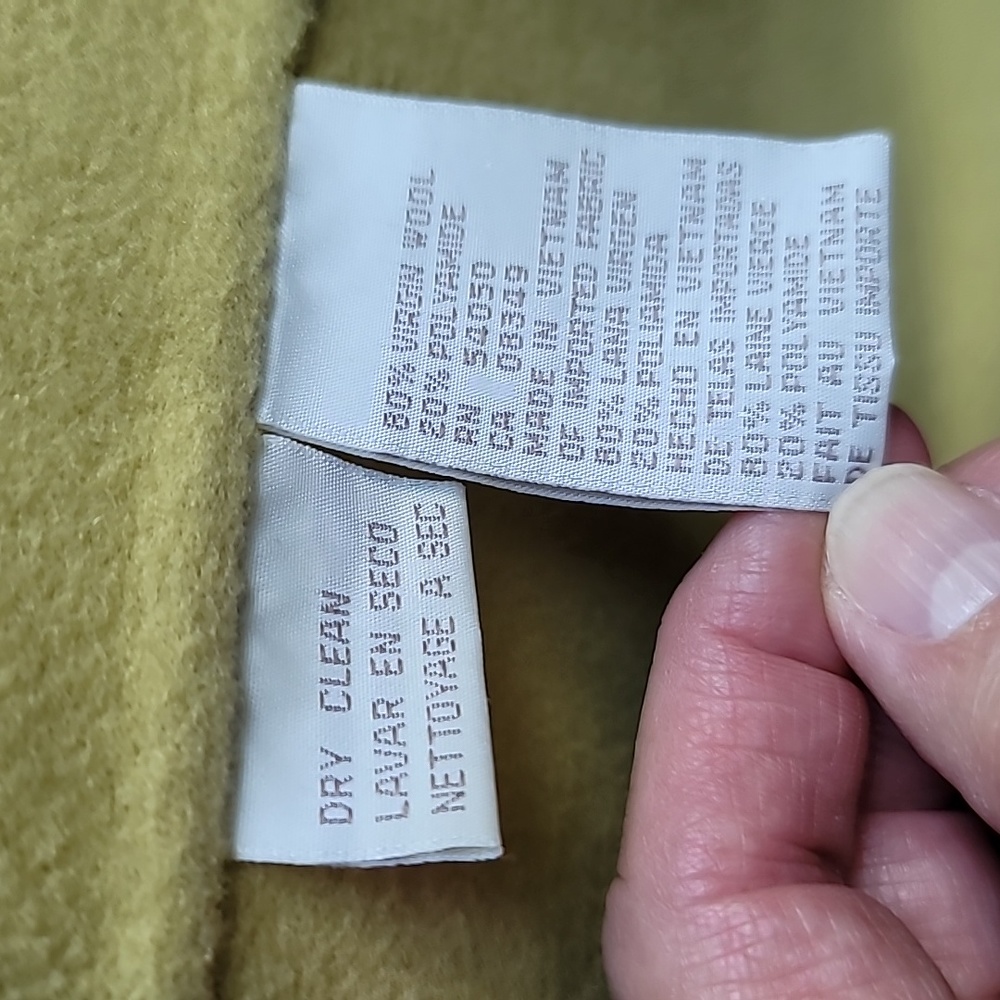 80% VIRGIN WOOL
20% POLYAMIDE
RN 54050
CA 05349
MADE IN VIETNAM
OF IMPORTED FABRIC
80% LANA VIRGEN
20% POLIAMIDA
HECHO EN VIETNAM
DE TELAS IMPORTADAS
80% LAINE VIERGE
20% POLYAMIDE
FAIT AU VIETNAM
DE TISSU IMPORTE
DRY CLEAN
LAVAR EN SECO
NETTOYAGE A SEC